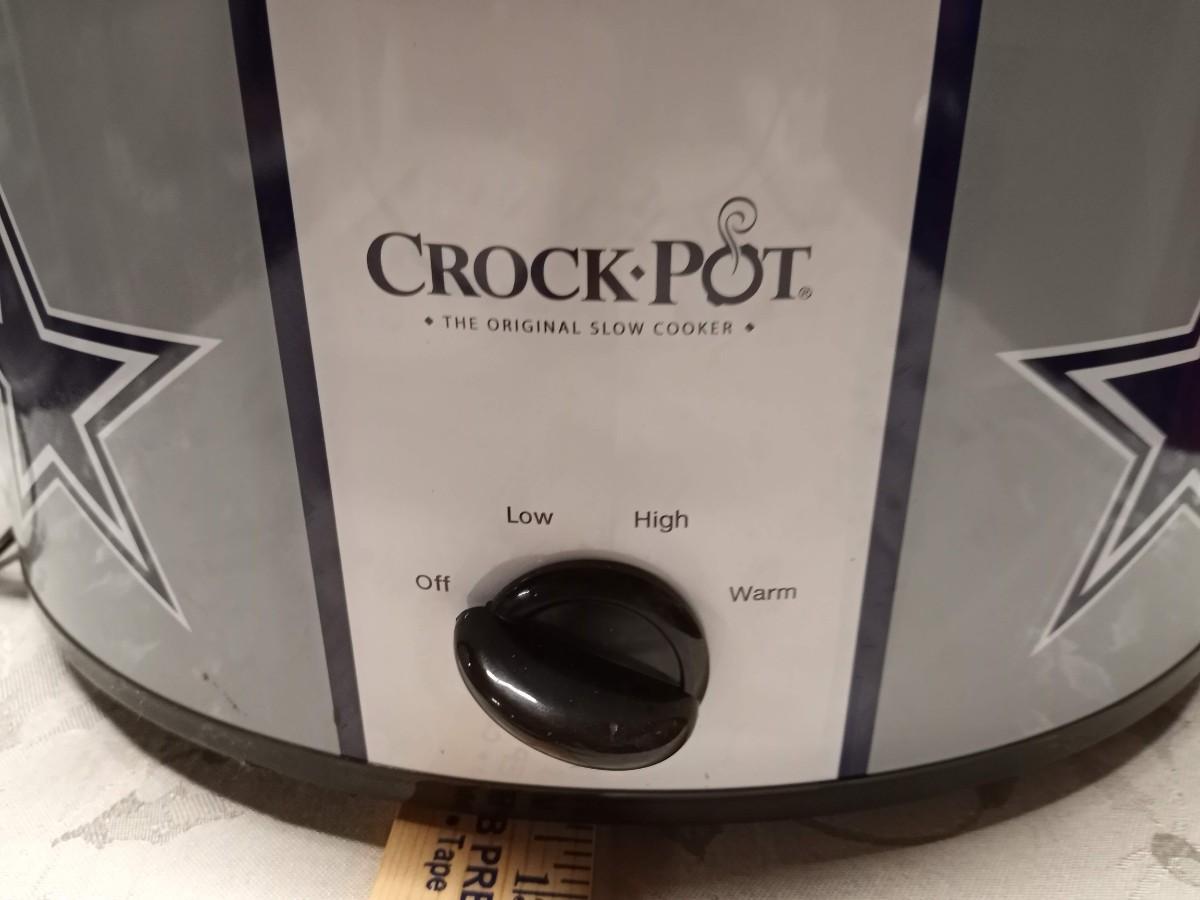 CROCK·POT®
• THE ORIGINAL SLOW COOKER •
Low High
Off Warm
• Tape